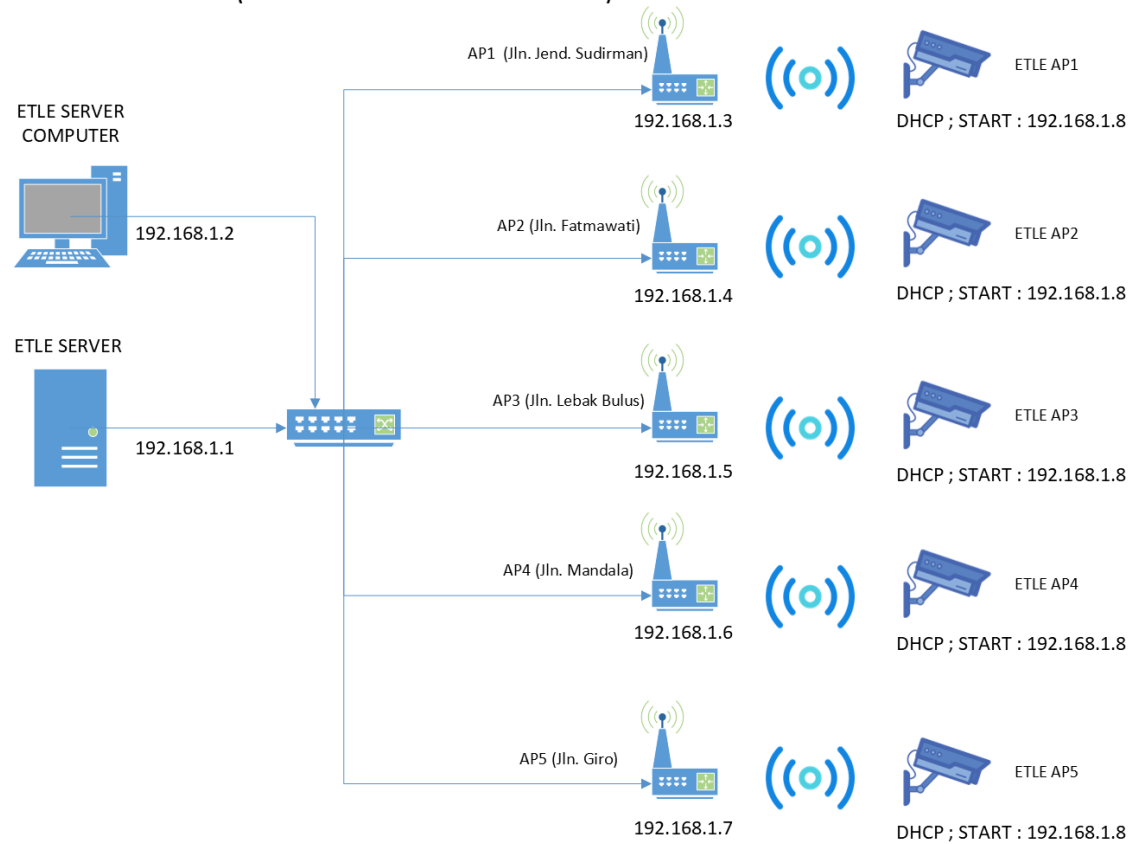 AP1 (Jln. Jend. Sudirman)
ETLE AP1
192.168.1.3
DHCP ; START : 192.168.1.8
ETLE SERVER
COMPUTER
192.168.1.2
AP2 (Jln. Fatmawati)
ETLE AP2
192.168.1.4
DHCP ; START : 192.168.1.8
ETLE SERVER
192.168.1.1
AP3 (Jln. Lebak Bulus)
ETLE AP3
192.168.1.5
DHCP ; START : 192.168.1.8
AP4 (Jln. Mandala)
ETLE AP4
192.168.1.6
DHCP ; START : 192.168.1.8
AP5 (Jln. Giro)
ETLE AP5
192.168.1.7
DHCP ; START : 192.168.1.8